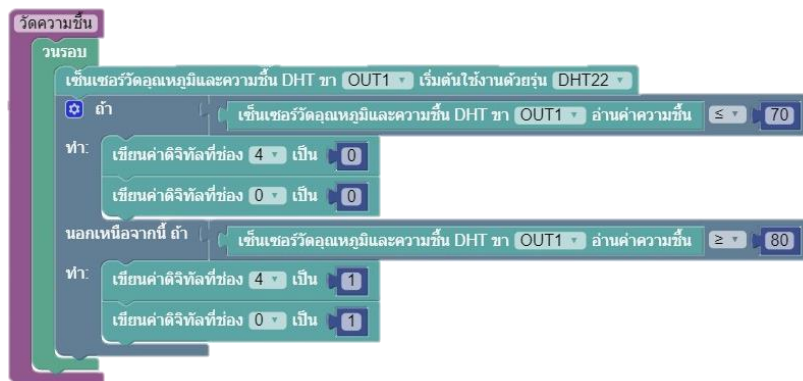 วัดความชื้น
วนรอบ
เซ็นเซอร์วัดอุณหภูมิและความชื้น DHT ขา OUT1 เริ่มต้นใช้งานด้วยรุ่น DHT22
ถ้า เซ็นเซอร์วัดอุณหภูมิและความชื้น DHT ขา OUT1 อ่านค่าความชื้น ≤ 70
ทำ: เขียนค่าดิจิทัลที่ช่อง 4 เป็น 0
เขียนค่าดิจิทัลที่ช่อง 0 เป็น 0
นอกเหนือจากนี้ ถ้า เซ็นเซอร์วัดอุณหภูมิและความชื้น DHT ขา OUT1 อ่านค่าความชื้น ≥ 80
ทำ: เขียนค่าดิจิทัลที่ช่อง 4 เป็น 1
เขียนค่าดิจิทัลที่ช่อง 0 เป็น 1